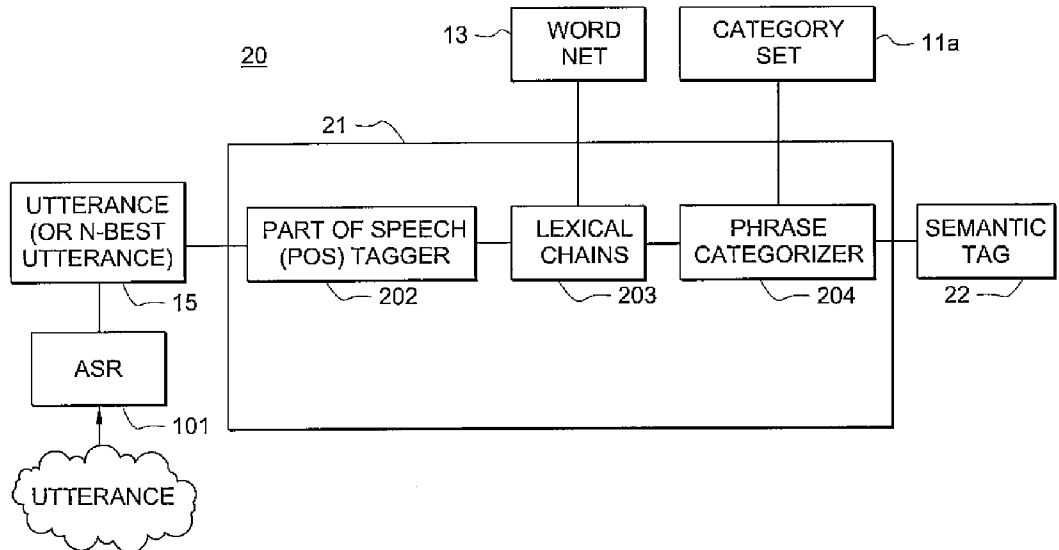 20
13
WORD
NET
CATEGORY
SET
11a
21
UTTERANCE
(OR N-BEST
UTTERANCE)
15
PART OF SPEECH
(POS) TAGGER
202
LEXICAL
CHAINS
203
PHRASE
CATEGORIZER
204
SEMANTIC
TAG
22
ASR
101
UTTERANCE